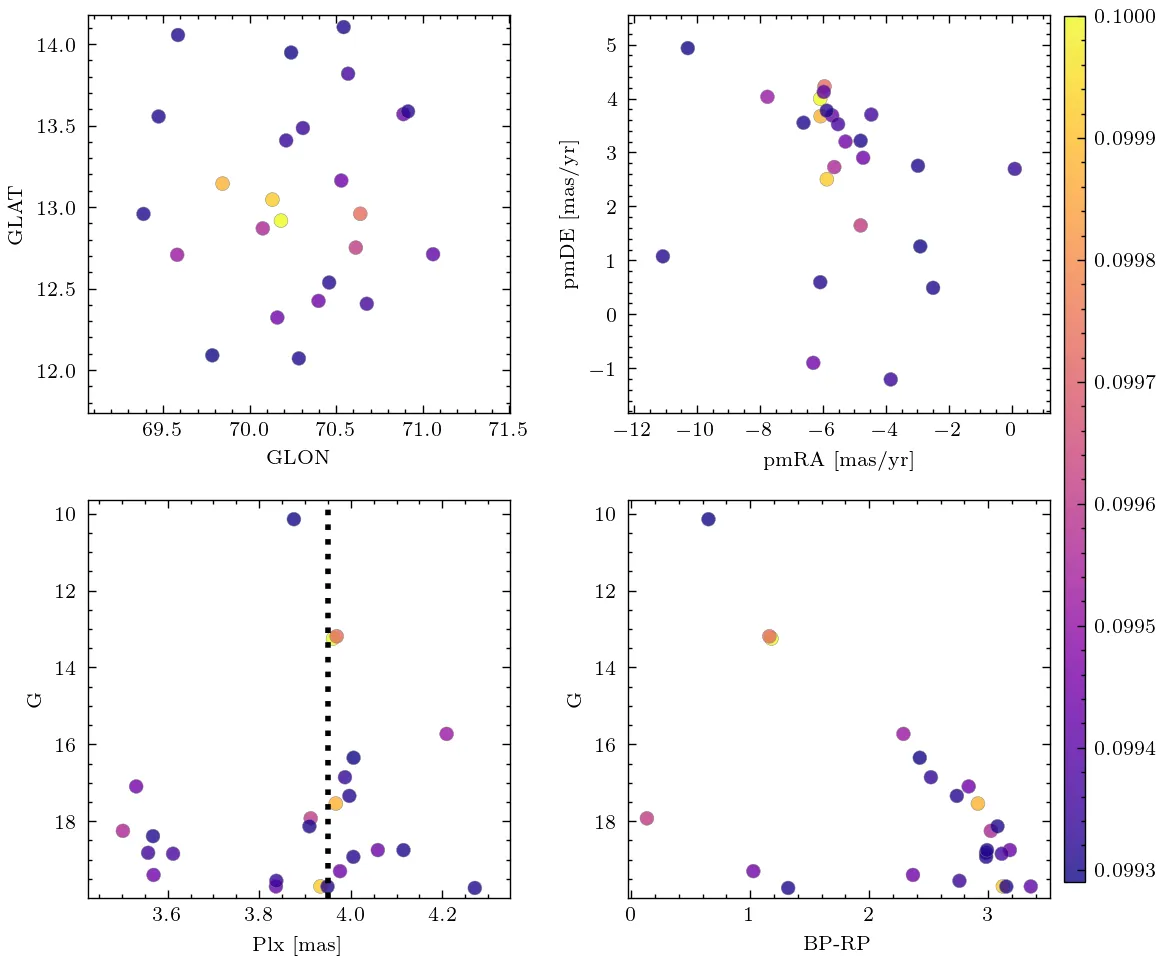 14.0
13.5
13.0
12.5
12.0
GLAT
69.5 70.0 70.5 71.0 71.5
GLON
5
4
3
2
1
0
−1
pmDE [mas/yr]
−12 −10 −8 −6 −4 −2 0
pmRA [mas/yr]
0.1000
0.0999
0.0998
0.0997
0.0996
0.0995
0.0994
0.0993
10
12
14
16
18
G
3.6 3.8 4.0 4.2
Plx [mas]
10
12
14
16
18
G
0 1 2 3
BP-RP